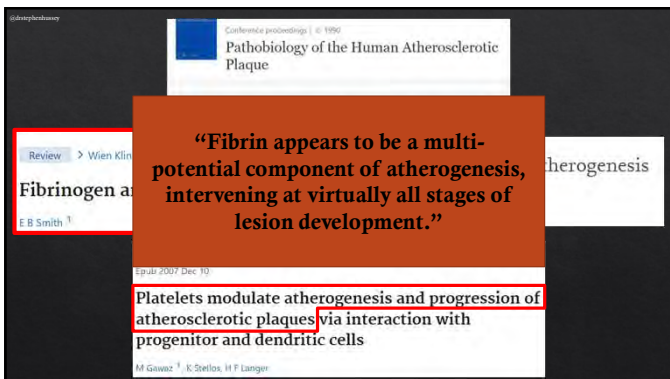 @drstephenhussey
Conference proceedings | © 1990
Pathobiology of the Human Atherosclerotic
Plaque
Review > Wien Klin
Fibrinogen a
E B Smith 1
“Fibrin appears to be a multi-
potential component of atherogenesis,
intervening at virtually all stages of
lesion development.”
therogenesis
Epub 2007 Dec 10.
Platelets modulate atherogenesis and progression of
atherosclerotic plaques via interaction with
progenitor and dendritic cells
M Gawaz 1, K Stellos, H F Langer